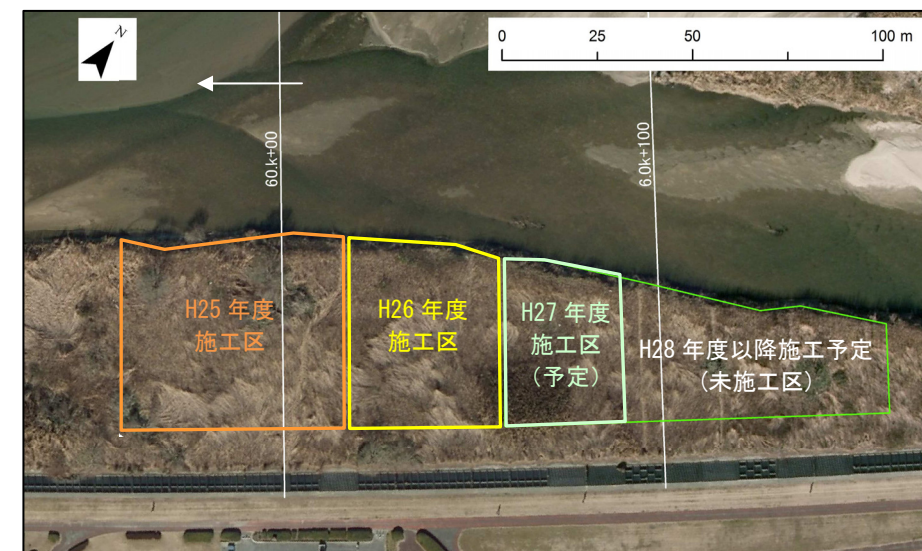 N
0 25 50 100 m
60.k+00
6.0k+100
H25 年度
施工区
H26 年度
施工区
H27 年度
施工区
（予定）
H28 年度以降施工予定
（未施工区）